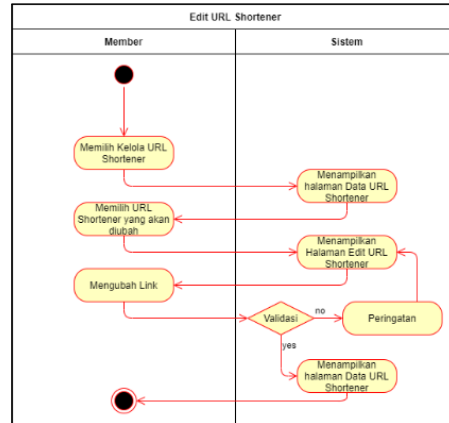 Edit URL Shortener
Member
Sistem
Memilih Kelola URL
Shortener
Menampilkan
halaman Data URL
Shortener
Memilih URL
Shortener yang akan
diubah
Menampilkan
Halaman Edit URL
Shortener
Mengubah Link
Validasi
no
Peringatan
yes
Menampilkan
halaman Data URL
Shortener